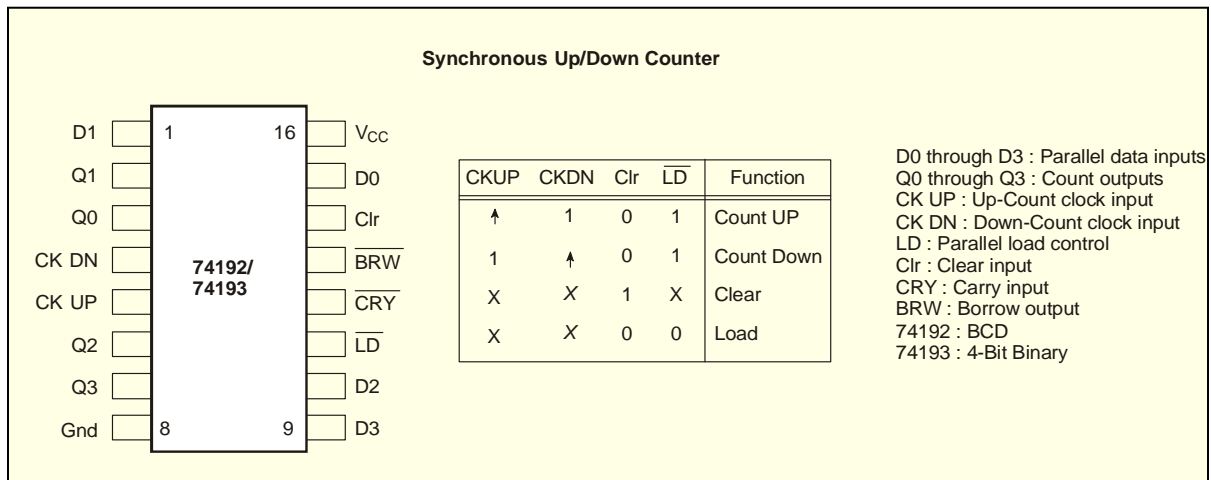 Synchronous Up/Down Counter
D1 1 16 VCC
Q1 D0
Q0 Clr
CK DN BRW
74192/
74193
CK UP CRY
Q2 LD
Q3 D2
Gnd 8 9 D3
CKUP CKDN Clr LD Function
↑ 1 0 1 Count UP
1 ↑ 0 1 Count Down
X X 1 X Clear
X X 0 0 Load
D0 through D3 : Parallel data inputs
Q0 through Q3 : Count outputs
CK UP : Up-Count clock input
CK DN : Down-Count clock input
LD : Parallel load control
Clr : Clear input
CRY : Carry input
BRW : Borrow output
74192 : BCD
74193 : 4-Bit Binary